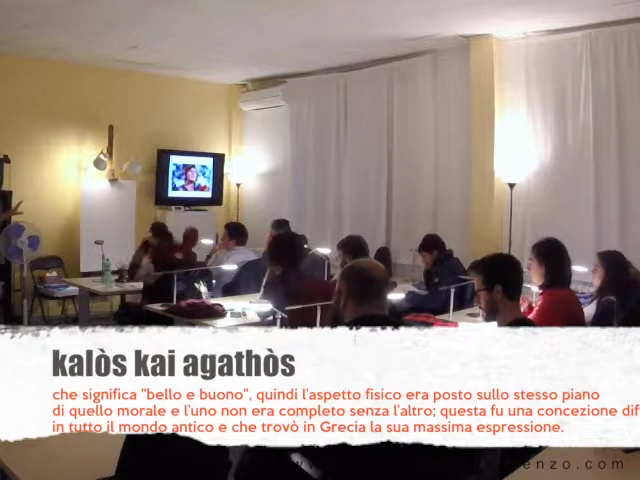 kalòs kai agathòs
che significa "bello e buono", quindi l'aspetto fisico era posto sullo stesso piano
di quello morale e l'uno non era completo senza l'altro; questa fu una concezione dif
in tutto il mondo antico e che trovò in Grecia la sua massima espressione.
enzo.com